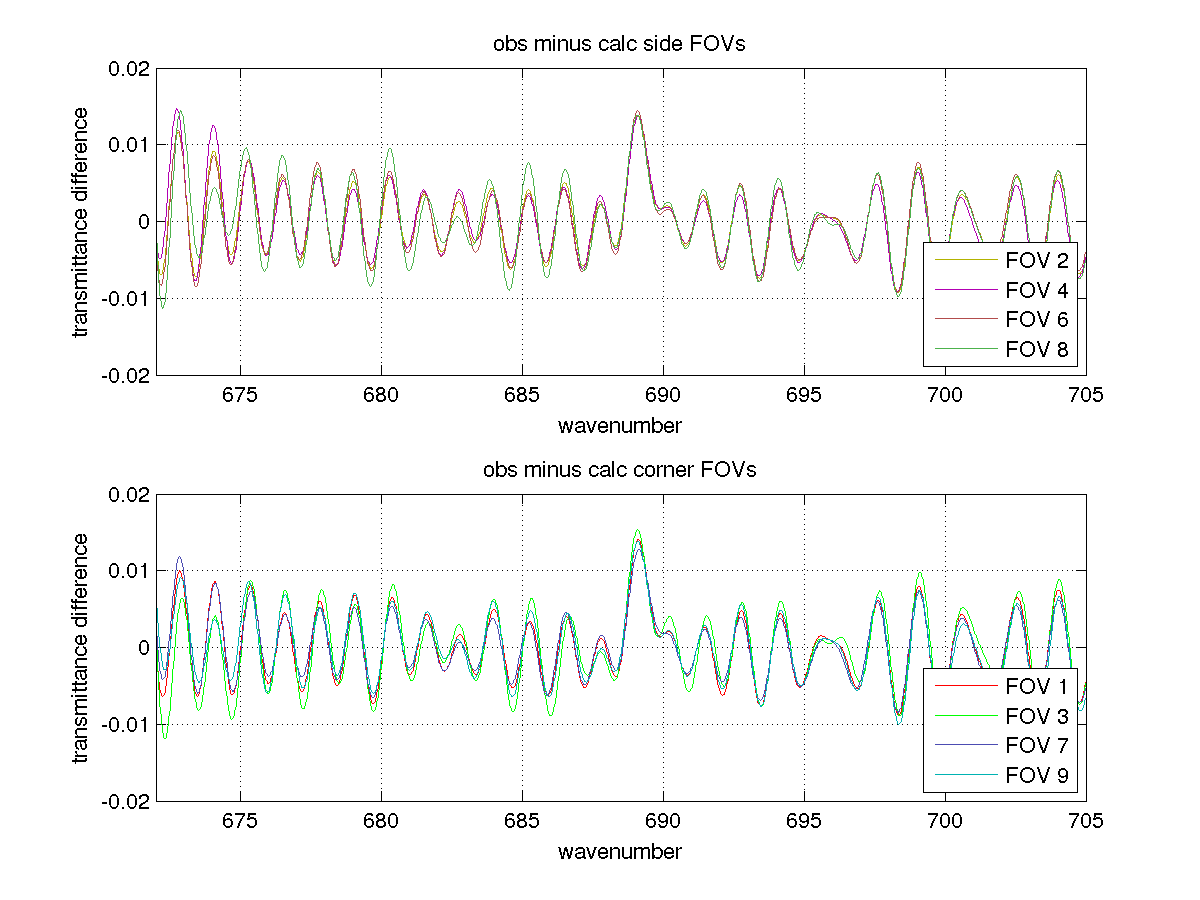 obs minus calc side FOVs
0.02
0.01
0
-0.01
-0.02
transmittance difference
675 680 685 690 695 700 705
wavenumber
FOV 2
FOV 4
FOV 6
FOV 8
obs minus calc corner FOVs
0.02
0.01
0
-0.01
-0.02
transmittance difference
675 680 685 690 695 700 705
wavenumber
FOV 1
FOV 3
FOV 7
FOV 9